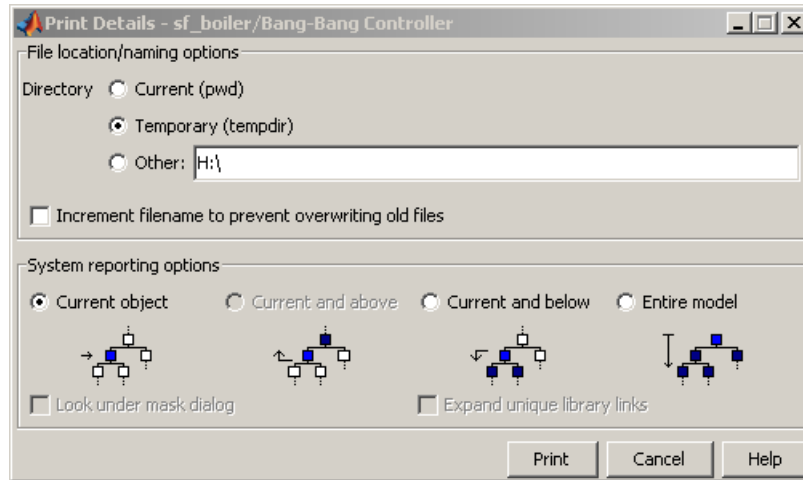 Print Details - sf_boiler/Bang-Bang Controller
File location/naming options
Directory Current (pwd)
Temporary (tempdir)
Other: H:\
Increment filename to prevent overwriting old files
System reporting options
Current object Current and above Current and below Entire model
Look under mask dialog Expand unique library links
Print Cancel Help